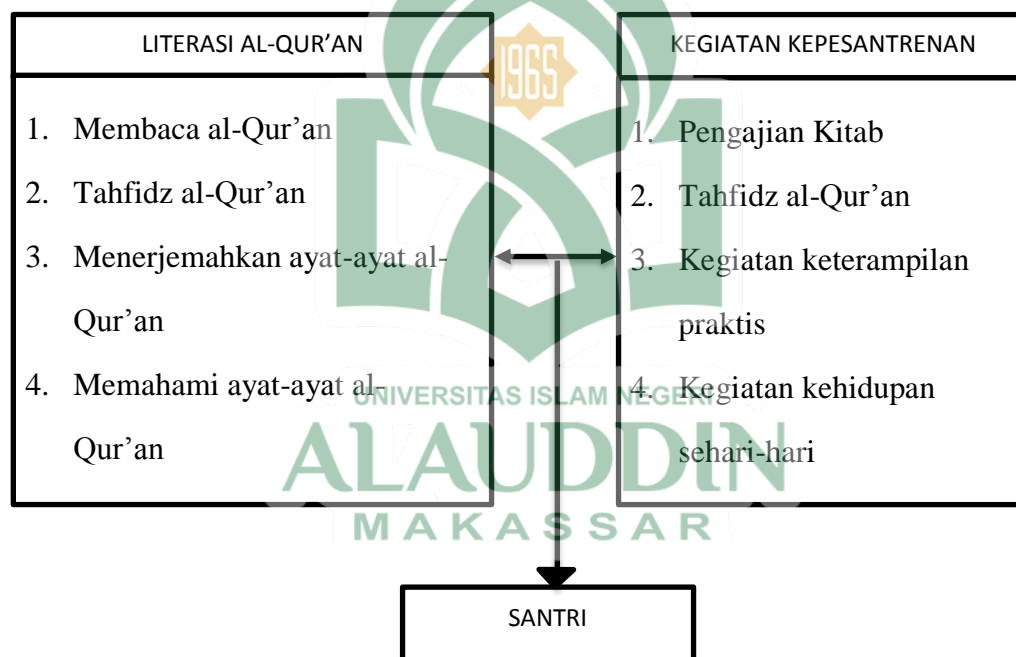 LITERASI AL-QUR’AN
1. Membaca al-Qur’an
2. Tahfidz al-Qur’an
3. Menerjemahkan ayat-ayat al-
Qur’an
4. Memahami ayat-ayat al-
Qur’an
KEGIATAN KEPESANTRENAN
1. Pengajian Kitab
2. Tahfidz al-Qur’an
3. Kegiatan keterampilan
praktis
4. Kegiatan kehidupan
sehari-hari
1965
UNIVERSITAS ISLAM NEGERI
ALAUDDIN
MAKASSAR
SANTRI